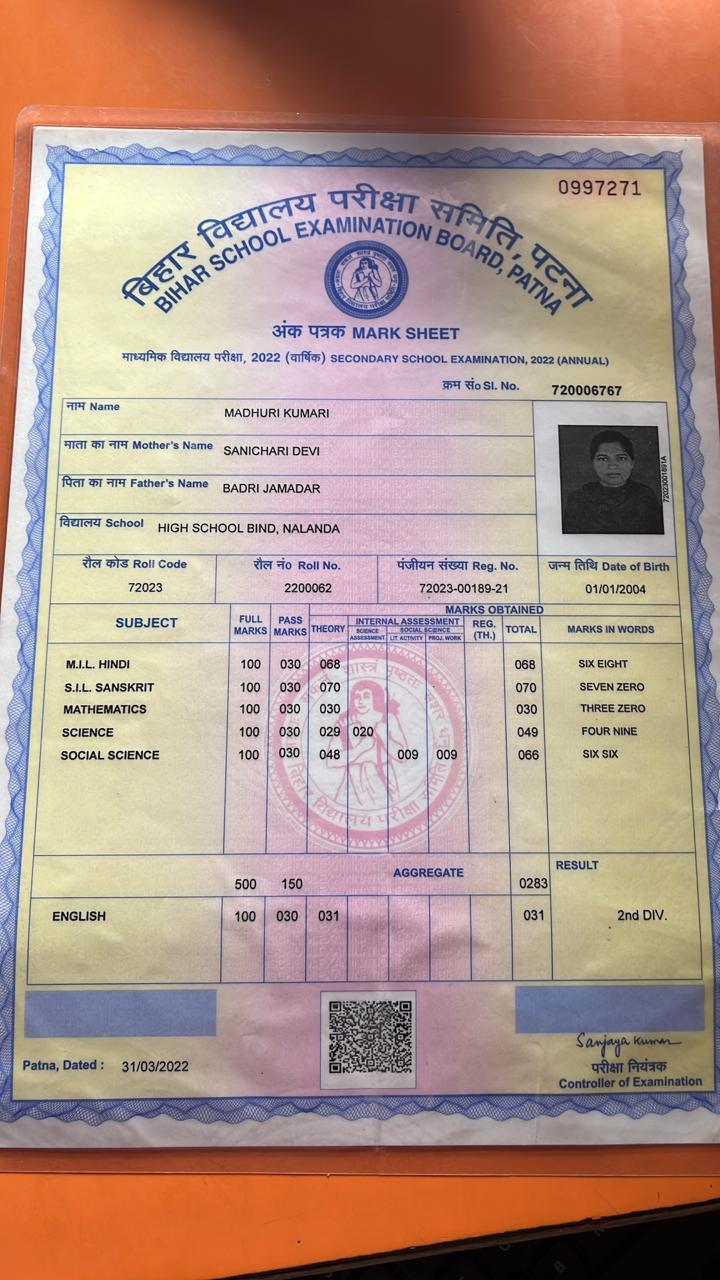 0997271
बिहार विद्यालय परीक्षा समिति, पटना
BIHAR SCHOOL EXAMINATION BOARD, PATNA
अंक पत्रक MARK SHEET
माध्यमिक विद्यालय परीक्षा, 2022 (वार्षिक) SECONDARY SCHOOL EXAMINATION, 2022 (ANNUAL)
क्रम सं० Sl. No. 720006767
नाम Name MADHURI KUMARI
माता का नाम Mother's Name SANICHARI DEVI
पिता का नाम Father's Name BADRI JAMADAR
विद्यालय School HIGH SCHOOL BIND, NALANDA
72023001891A
रौल कोड Roll Code रौल नं० Roll No. पंजीयन संख्या Reg. No. जन्म तिथि Date of Birth
72023 2200062 72023-00189-21 01/01/2004
MARKS OBTAINED
SUBJECT FULL MARKS PASS MARKS THEORY INTERNAL ASSESSMENT REG. (TH.) TOTAL MARKS IN WORDS
SCIENCE ASSESSMENT SOCIAL SCIENCE
LIT. ACTIVITY PROJ. WORK
M.I.L. HINDI 100 030 068 068 SIX EIGHT
S.I.L. SANSKRIT 100 030 070 070 SEVEN ZERO
MATHEMATICS 100 030 030 030 THREE ZERO
SCIENCE 100 030 029 020 049 FOUR NINE
SOCIAL SCIENCE 100 030 048 009 009 066 SIX SIX
बिहार विद्यालय परीक्षा समिति
AGGREGATE RESULT
500 150 0283
ENGLISH 100 030 031 031 2nd DIV.
Sanjaya Kumar
Patna, Dated : 31/03/2022
परीक्षा नियंत्रक
Controller of Examination